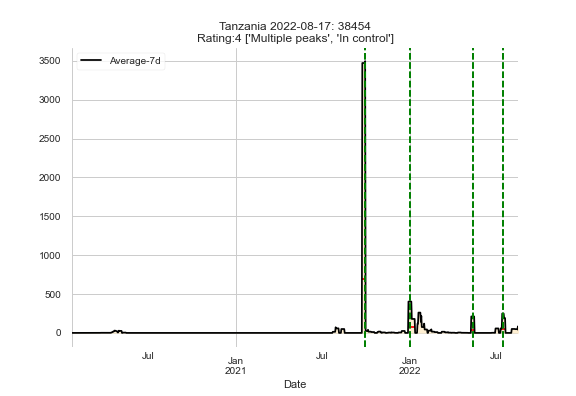 Tanzania 2022-08-17: 38454
Rating:4 ['Multiple peaks', 'In control']
Average-7d
3500
3000
2500
2000
1500
1000
500
0
Jul
Jan
2021
Jul
Jan
2022
Jul
Date